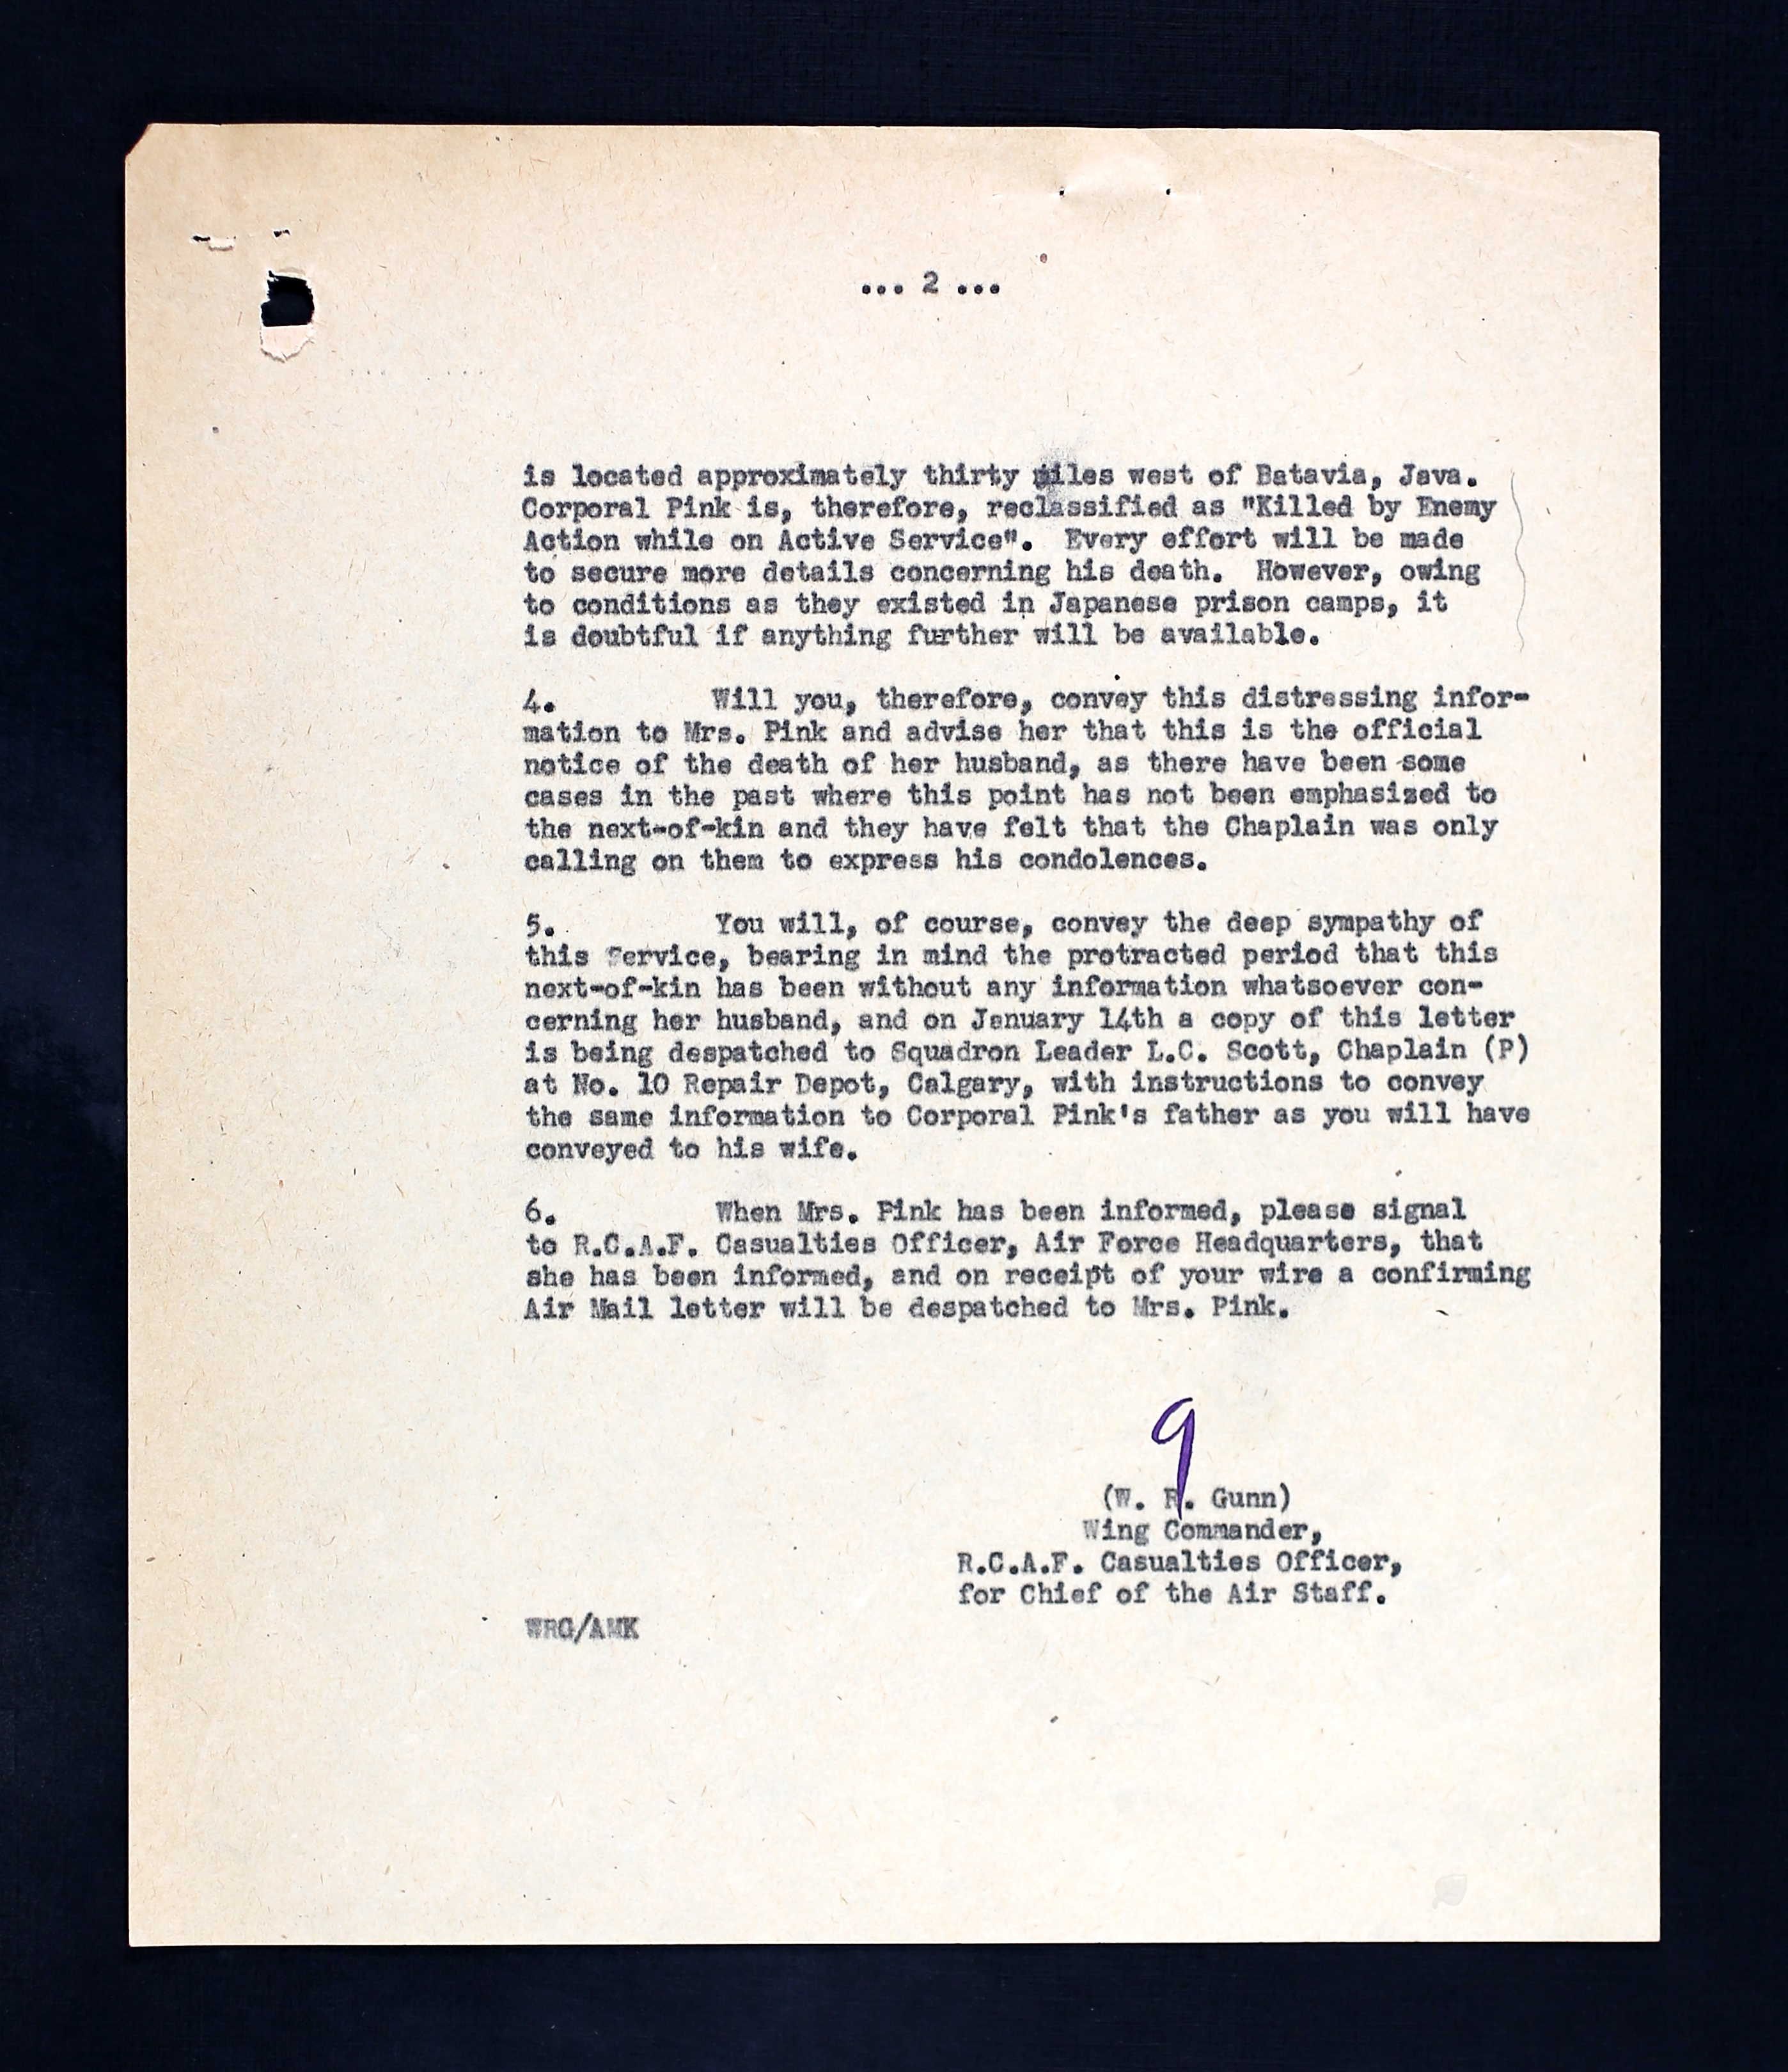 ... 2 ...
is located approximately thirty miles west of Batavia, Java.
Corporal Pink is, therefore, reclassified as "Killed by Enemy
Action while on Active Service". Every effort will be made
to secure more details concerning his death. However, owing
to conditions as they existed in Japanese prison camps, it
is doubtful if anything further will be available.
4. Will you, therefore, convey this distressing infor-
mation to Mrs. Pink and advise her that this is the official
notice of the death of her husband, as there have been some
cases in the past where this point has not been emphasized to
the next-of-kin and they have felt that the Chaplain was only
calling on them to express his condolences.
5. You will, of course, convey the deep sympathy of
this Service, bearing in mind the protracted period that this
next-of-kin has been without any information whatsoever con-
cerning her husband, and on January 14th a copy of this letter
is being despatched to Squadron Leader L.C. Scott, Chaplain (P)
at No. 10 Repair Depot, Calgary, with instructions to convey
the same information to Corporal Pink's father as you will have
conveyed to his wife.
6. When Mrs. Pink has been informed, please signal
to R.C.A.F. Casualties Officer, Air Force Headquarters, that
she has been informed, and on receipt of your wire a confirming
Air Mail letter will be despatched to Mrs. Pink.
9
(W. R. Gunn)
Wing Commander,
R.C.A.F. Casualties Officer,
for Chief of the Air Staff.
WRG/AMK